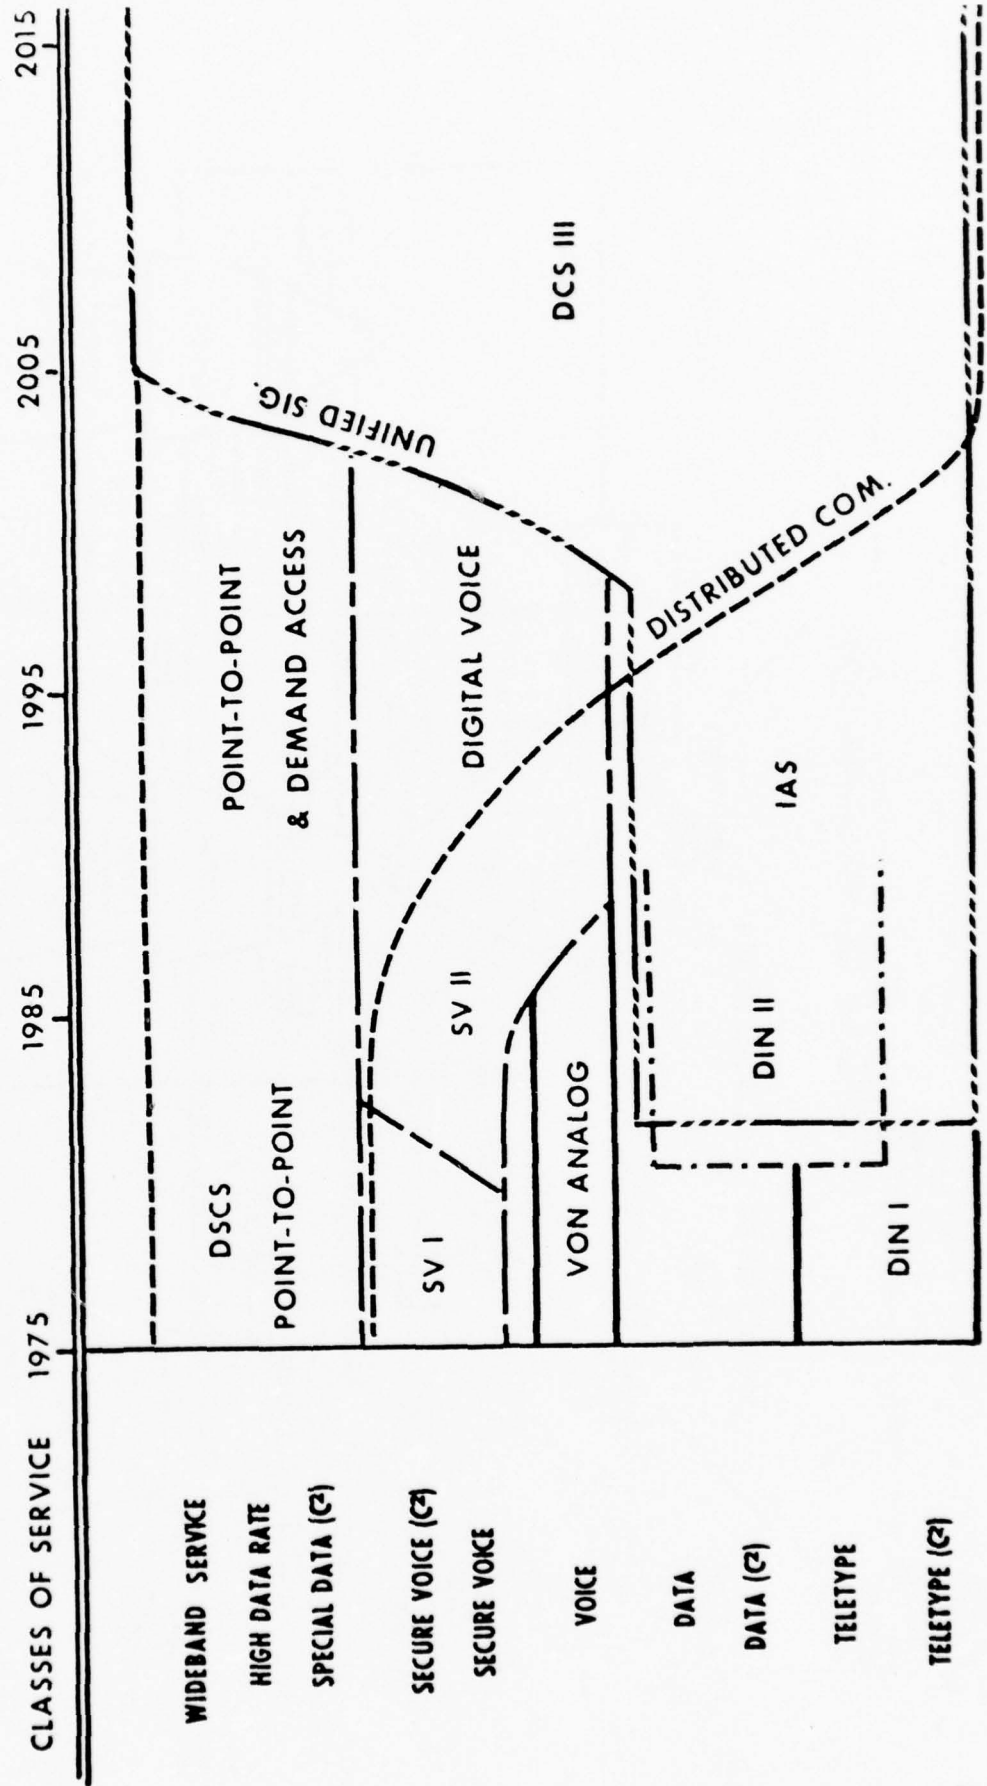 CLASSES OF SERVICE 1975 1985 1995 2005 2015
WIDEBAND SERVICE
HIGH DATA RATE
SPECIAL DATA (C²)
SECURE VOICE (C²)
SECURE VOICE
VOICE
DATA
DATA (C²)
TELETYPE
TELETYPE (C²)
DSCS
POINT-TO-POINT
POINT-TO-POINT
& DEMAND ACCESS
SV I
SV II
DIGITAL VOICE
UNIFIED SIG.
VON ANALOG
DISTRIBUTED COM.
DCS III
DIN I
DIN II
IAS